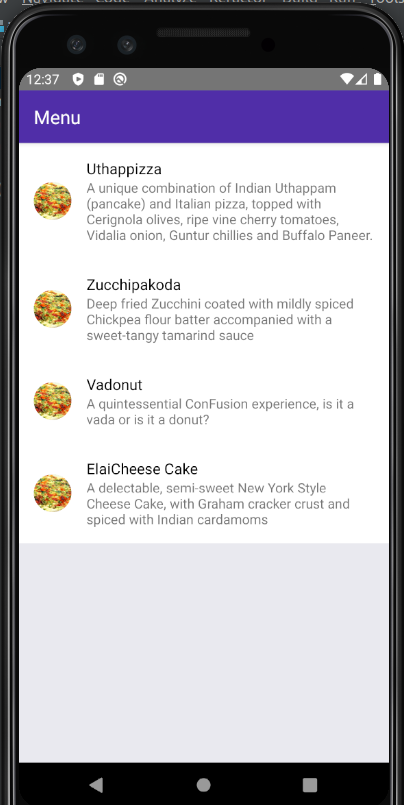 12:37
Menu
Uthappizza
A unique combination of Indian Uthappam
(pancake) and Italian pizza, topped with
Cerignola olives, ripe vine cherry tomatoes,
Vidalia onion, Guntur chillies and Buffalo Paneer.
Zucchipakoda
Deep fried Zucchini coated with mildly spiced
Chickpea flour batter accompanied with a
sweet-tangy tamarind sauce
Vadonut
A quintessential ConFusion experience, is it a
vada or is it a donut?
ElaiCheese Cake
A delectable, semi-sweet New York Style
Cheese Cake, with Graham cracker crust and
spiced with Indian cardamoms